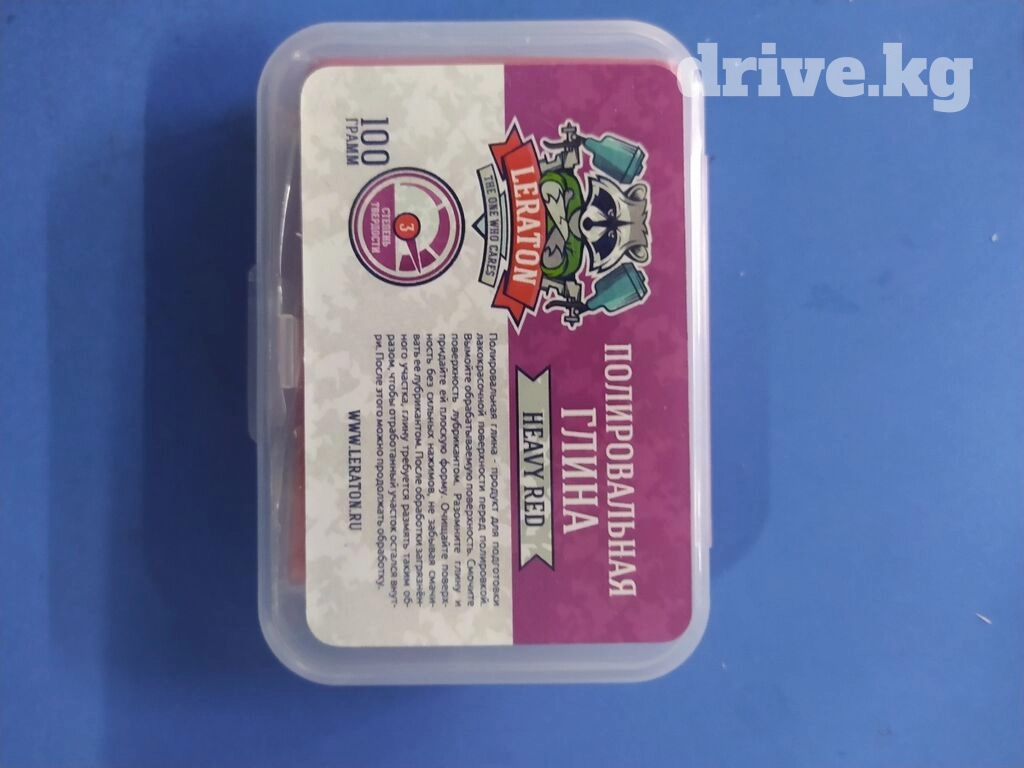 drive.kg
ПОЛИРОВАЛЬНАЯ
ГЛИНА
HEAVY RED
LERATON
THE ONE WHO CARES
100
ГРАММ
3
СТЕПЕНЬ
ТВЕРДОСТИ
Полировальная глина - продукт для подготовки
лакокрасочной поверхности перед полировкой.
Вымойте обрабатываемую поверхность. Смочите
поверхность лубрикантом. Разомните глину и
придайте ей плоскую форму. Очищайте поверх-
ность без сильных нажимов, не забывая смачи-
вать ее лубрикантом. После обработки загрязнён-
ного участка, глину требуется размять таким об-
разом, чтобы отработанный участок остался внут-
ри. После этого можно продолжать обработку.
WWW.LERATON.RU